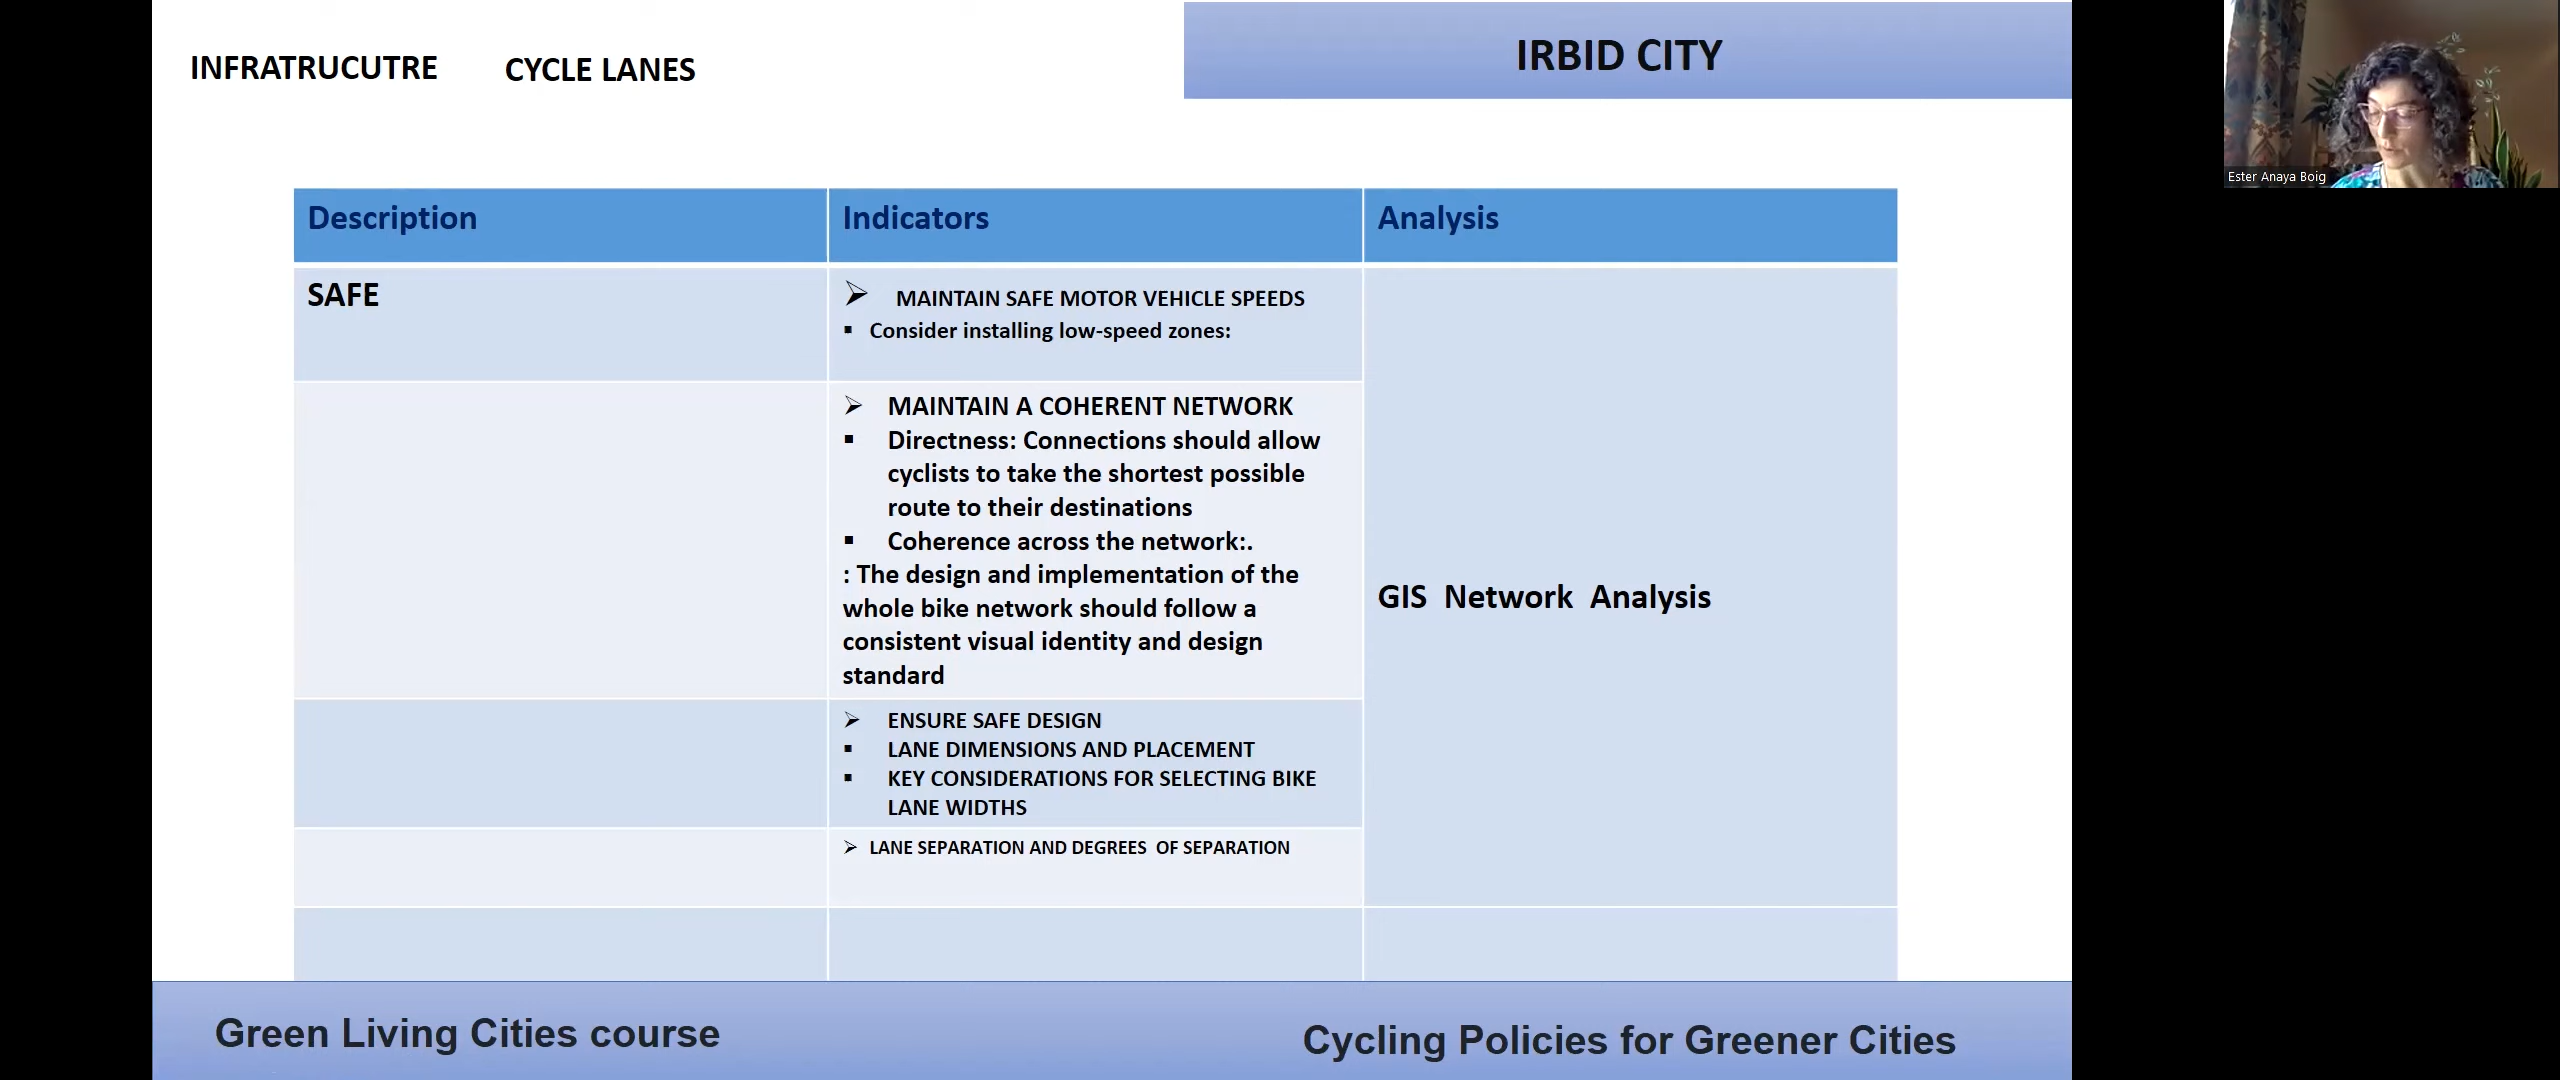 INFRATRUCUTRE CYCLE LANES
IRBID CITY
Ester Anaya Boig
Description Indicators Analysis
SAFE
➢ MAINTAIN SAFE MOTOR VEHICLE SPEEDS
▪ Consider installing low-speed zones:
➢ MAINTAIN A COHERENT NETWORK
▪ Directness: Connections should allow
cyclists to take the shortest possible
route to their destinations
▪ Coherence across the network:.
: The design and implementation of the
whole bike network should follow a
consistent visual identity and design
standard
➢ ENSURE SAFE DESIGN
▪ LANE DIMENSIONS AND PLACEMENT
▪ KEY CONSIDERATIONS FOR SELECTING BIKE
LANE WIDTHS
➢ LANE SEPARATION AND DEGREES OF SEPARATION
GIS Network Analysis
Green Living Cities course
Cycling Policies for Greener Cities